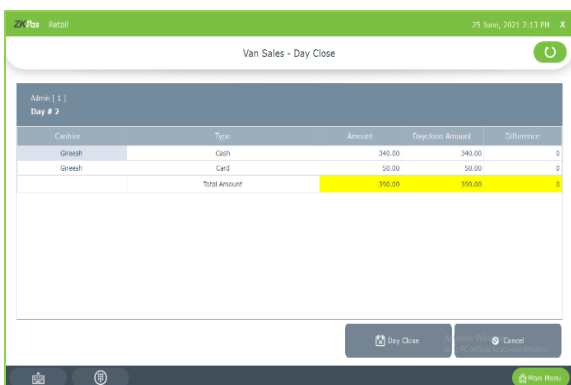 ZKPos Retail 25 June, 2021 2:13 PM X
Van Sales - Day Close
Admin [ 1 ]
Day # 2
Cashier Type Amount Dayclose Amount Difference
Gireesh Cash 340.00 340.00 0
Gireesh Card 50.00 50.00 0
Total Amount 390.00 390.00 0
Day Close Cancel
Main Menu